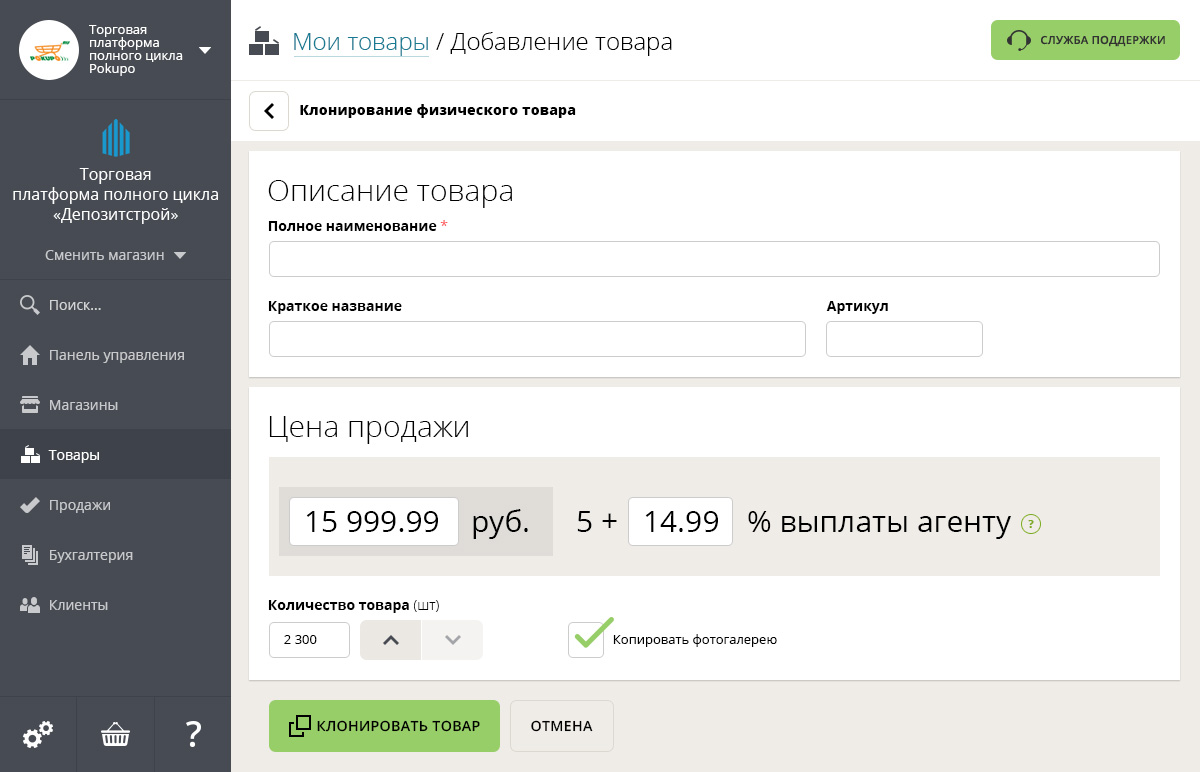 Торговая
платформа
полного цикла
Pokupo
POKUPO
Торговая
платформа полного цикла
«Депозитстрой»
Сменить магазин
Поиск...
Панель управления
Магазины
Товары
Продажи
Бухгалтерия
Клиенты
?
Мои товары / Добавление товара
СЛУЖБА ПОДДЕРЖКИ
Клонирование физического товара
Описание товара
Полное наименование *
Краткое название Артикул
Цена продажи
15 999.99 руб. 5 + 14.99 % выплаты агенту ?
Количество товара (шт)
2 300 Копировать фотогалерею
КЛОНИРОВАТЬ ТОВАР ОТМЕНА